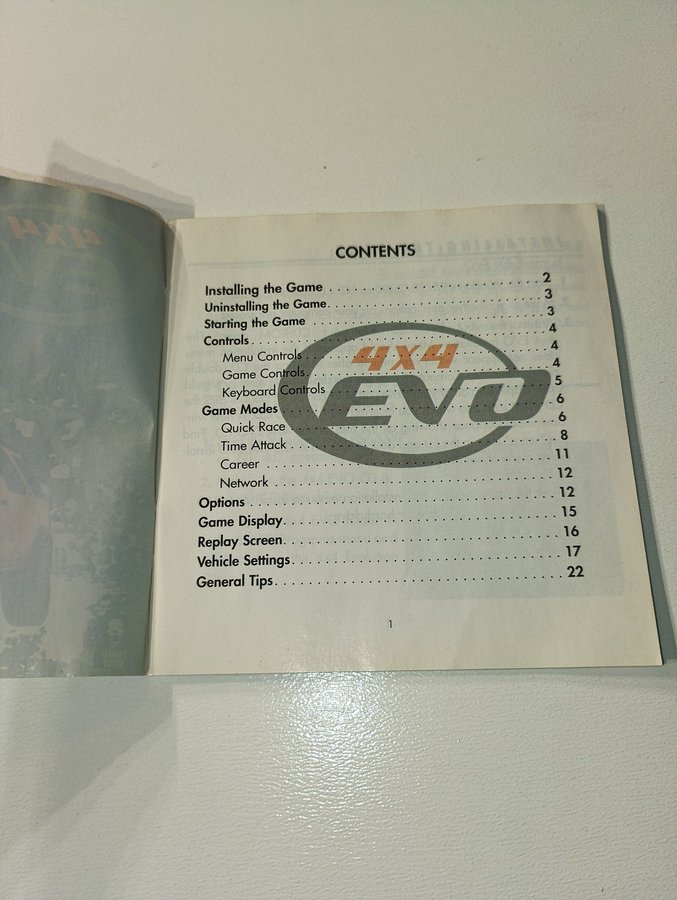 CONTENTS
Installing the Game . . . . . . . . . . . . . . . . . . . . . . . . . . 2
Uninstalling the Game. . . . . . . . . . . . . . . . . . . . . . . . . . 3
Starting the Game . . . . . . . . . . . . . . . . . . . . . . . . . . 3
Controls . . . . . . . . . . . . . . . . . . . . . . . . . . 4
Menu Controls . . . . . . . . . . . . . . . . . . . . . . . . . . 4
Game Controls. . . . . . . . . . . . . . . . . . . . . . . . . . 4
Keyboard Controls . . . . . . . . . . . . . . . . . . . . . . . . . . 5
Game Modes . . . . . . . . . . . . . . . . . . . . . . . . . . 6
Quick Race . . . . . . . . . . . . . . . . . . . . . . . . . . 6
Time Attack . . . . . . . . . . . . . . . . . . . . . . . . . . 8
Career . . . . . . . . . . . . . . . . . . . . . . . . . . 11
Network . . . . . . . . . . . . . . . . . . . . . . . . . . 12
Options . . . . . . . . . . . . . . . . . . . . . . . . . . 12
Game Display. . . . . . . . . . . . . . . . . . . . . . . . . . 15
Replay Screen. . . . . . . . . . . . . . . . . . . . . . . . . . 16
Vehicle Settings. . . . . . . . . . . . . . . . . . . . . . . . . . 17
General Tips. . . . . . . . . . . . . . . . . . . . . . . . . . 22
4X4
EVO
1